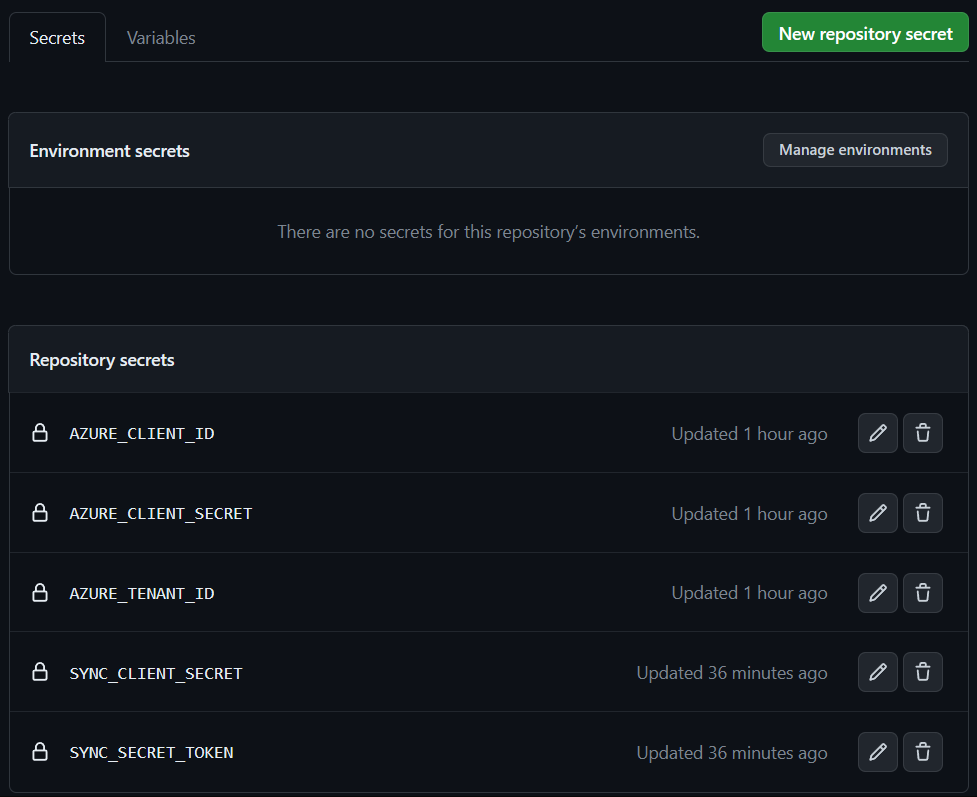 Secrets
Variables
New repository secret
Environment secrets
Manage environments
There are no secrets for this repository’s environments.
Repository secrets
AZURE_CLIENT_ID Updated 1 hour ago
AZURE_CLIENT_SECRET Updated 1 hour ago
AZURE_TENANT_ID Updated 1 hour ago
SYNC_CLIENT_SECRET Updated 36 minutes ago
SYNC_SECRET_TOKEN Updated 36 minutes ago